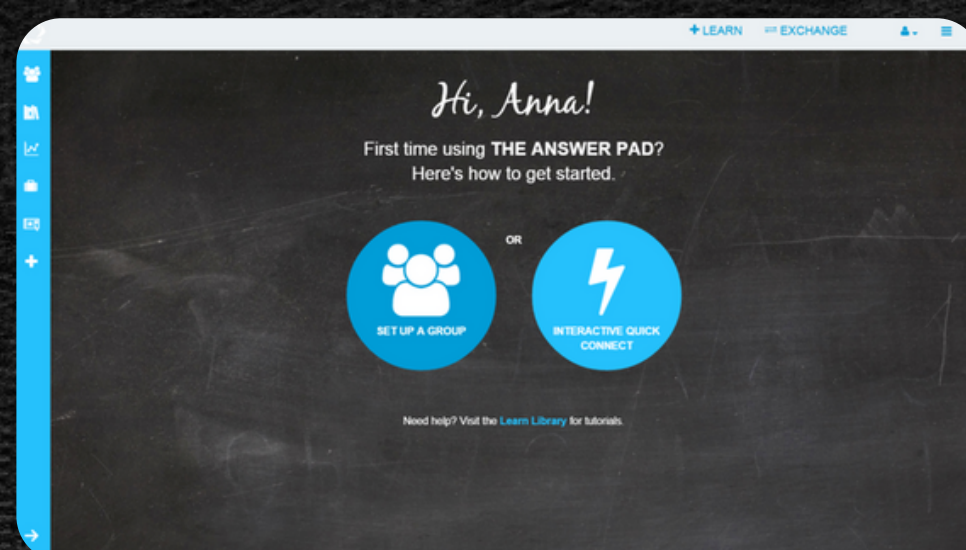 LEARN
EXCHANGE
Hi, Anna!
First time using THE ANSWER PAD?
Here's how to get started.
OR
SET UP A GROUP
INTERACTIVE QUICK
CONNECT
Need help? Visit the Learn Library for tutorials.